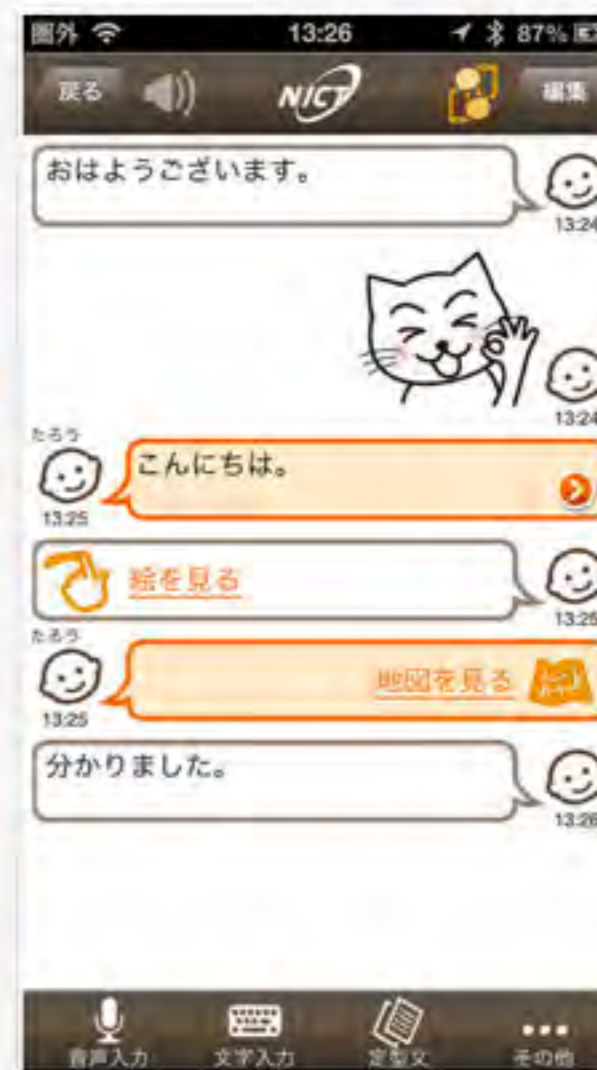 圏外 13:26 87%
戻る NICT 編集
おはようございます。
13:24
13:24
たろう
こんにちは。
13:25
絵を見る
13:25
たろう
地図を見る
13:25
分かりました。
13:26
音声入力 文字入力 定型文 その他